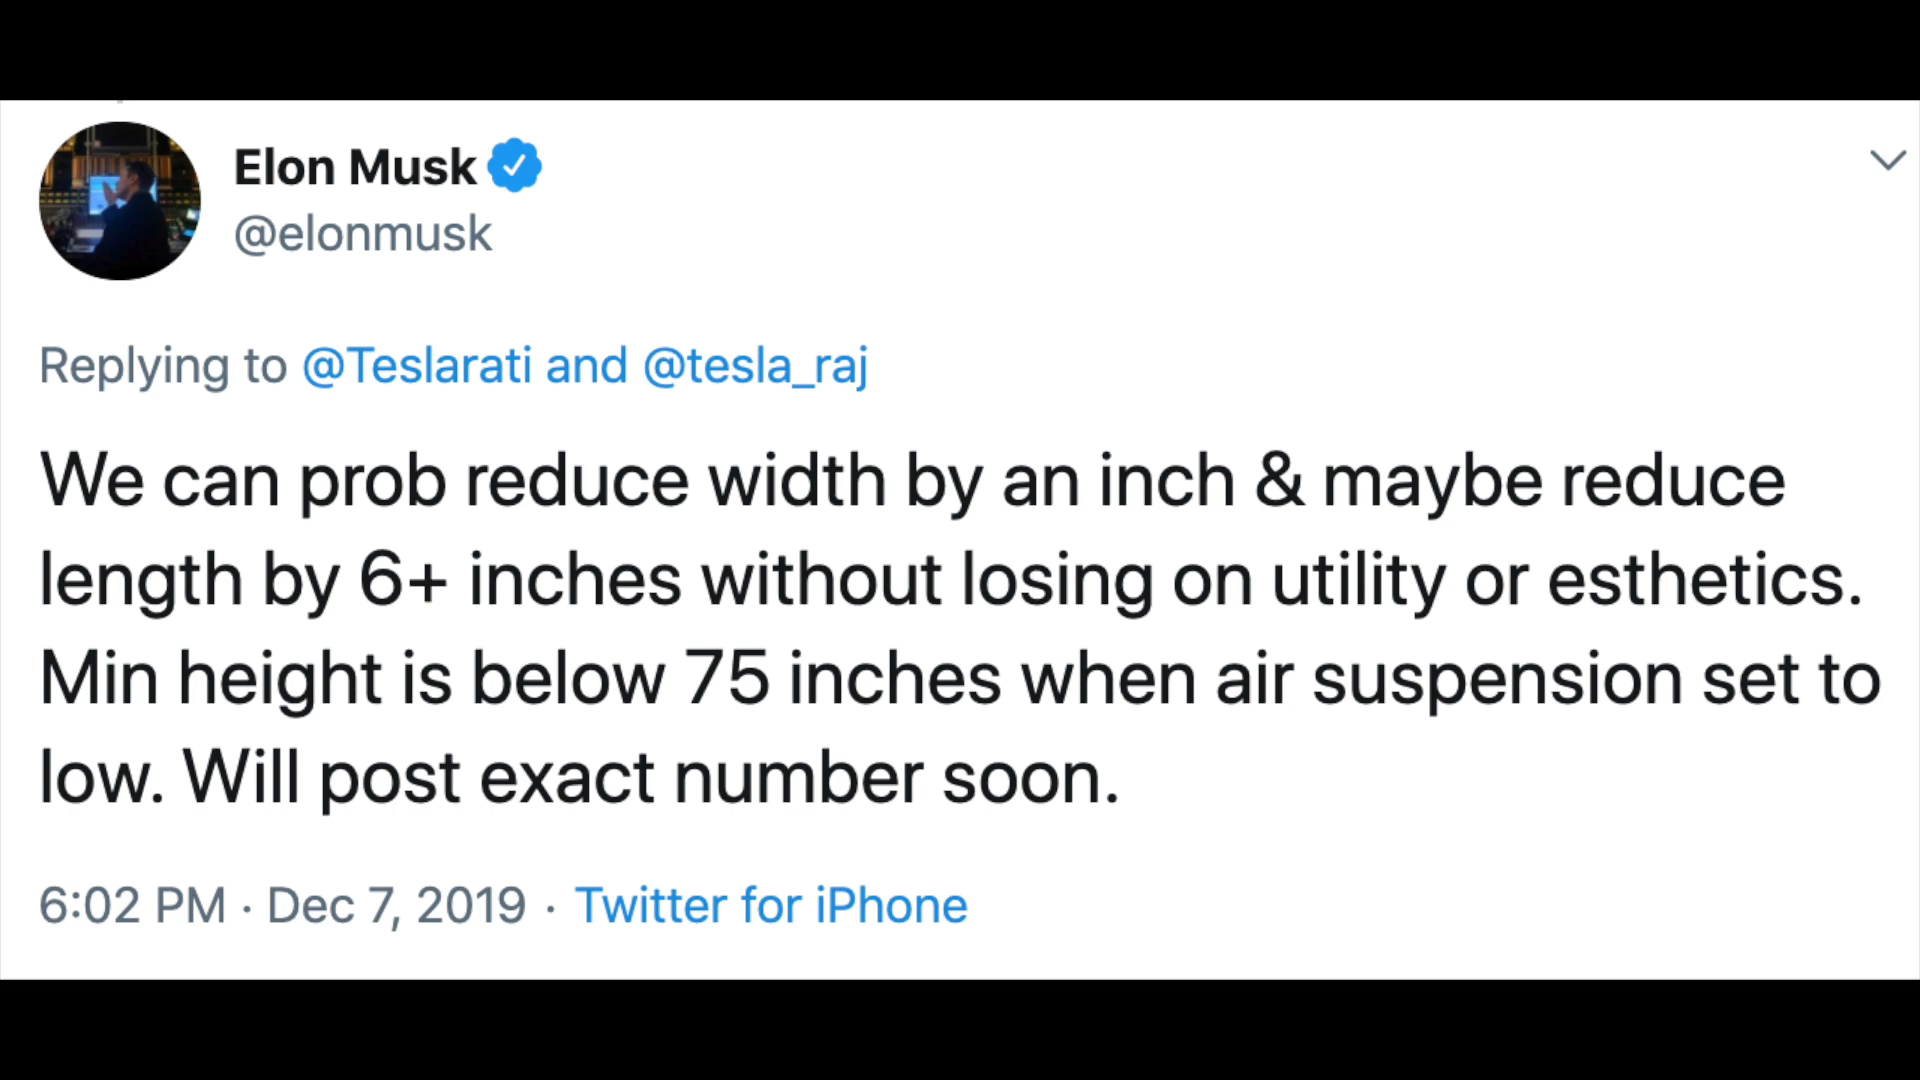 Elon Musk
@elonmusk
Replying to @Teslarati and @tesla_raj
We can prob reduce width by an inch & maybe reduce
length by 6+ inches without losing on utility or esthetics.
Min height is below 75 inches when air suspension set to
low. Will post exact number soon.
6:02 PM · Dec 7, 2019 · Twitter for iPhone